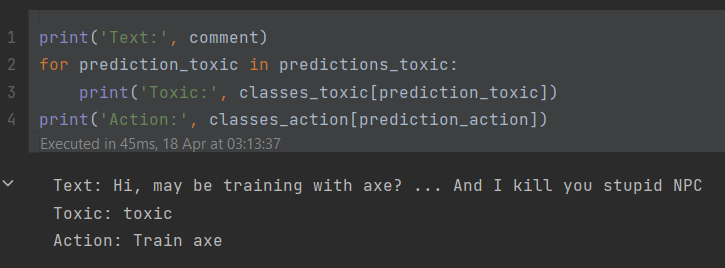 1 print('Text:', comment)
2 for prediction_toxic in predictions_toxic:
3     print('Toxic:', classes_toxic[prediction_toxic])
4 print('Action:', classes_action[prediction_action])
Executed in 45ms, 18 Apr at 03:13:37
Text: Hi, may be training with axe? ... And I kill you stupid NPC
Toxic: toxic
Action: Train axe